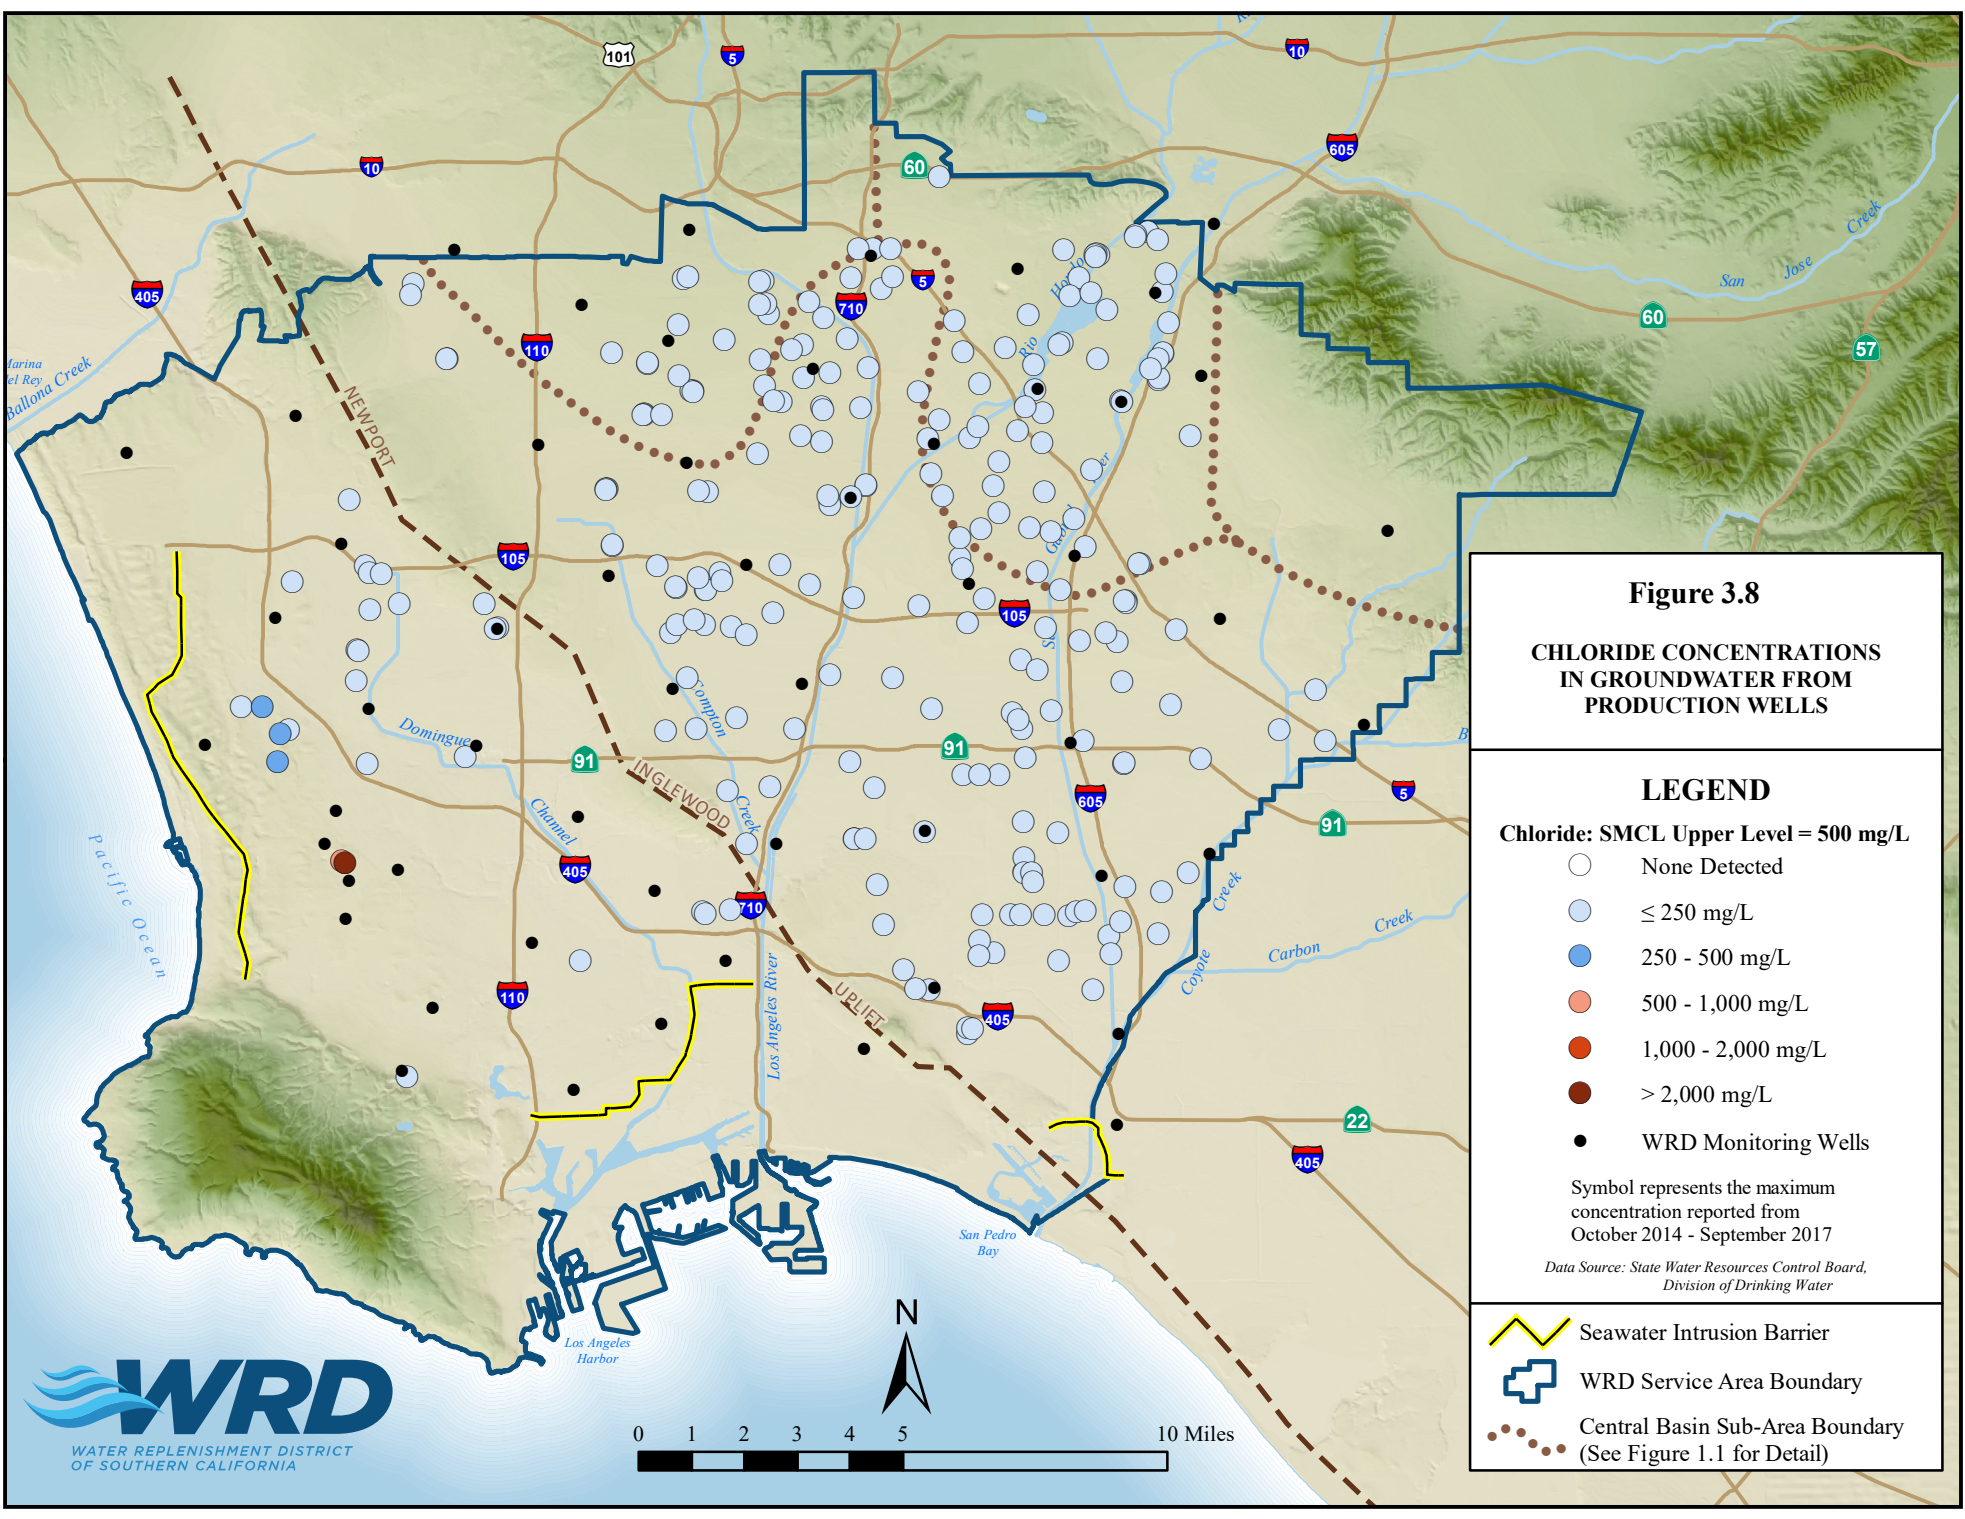 101
5
10
10
60
605
405
San
Jose
Creek
5
710
Hondo
Rio
60
57
110
Marina
del Rey
Ballona Creek
NEWPORT
105
105
Compton
Creek
Dominguez
Channel
91
INGLEWOOD
91
605
5
91
405
710
Pacific Ocean
Los Angeles River
UPLIFT
110
405
Coyote
Creek
Carbon
Creek
22
405
San Pedro
Bay
Los Angeles
Harbor
Figure 3.8
CHLORIDE CONCENTRATIONS
IN GROUNDWATER FROM
PRODUCTION WELLS
LEGEND
Chloride: SMCL Upper Level = 500 mg/L
None Detected
≤ 250 mg/L
250 - 500 mg/L
500 - 1,000 mg/L
1,000 - 2,000 mg/L
> 2,000 mg/L
WRD Monitoring Wells
Symbol represents the maximum
concentration reported from
October 2014 - September 2017
Data Source: State Water Resources Control Board,
Division of Drinking Water
Seawater Intrusion Barrier
WRD Service Area Boundary
Central Basin Sub-Area Boundary
(See Figure 1.1 for Detail)
N
0 1 2 3 4 5 10 Miles
WRD
WATER REPLENISHMENT DISTRICT
OF SOUTHERN CALIFORNIA